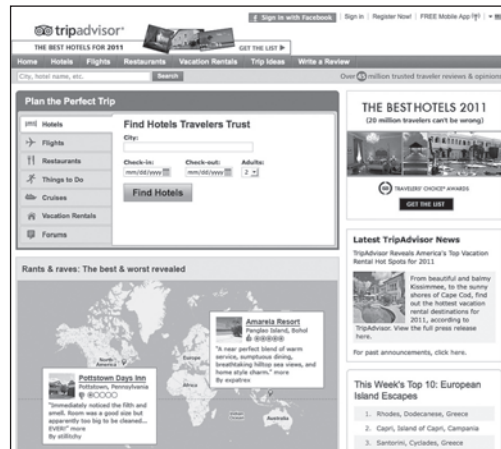 Sign in with Facebook | Sign in | Register Now! | FREE Mobile App
tripadvisor
THE BEST HOTELS FOR 2011
GET THE LIST
Home Hotels Flights Restaurants Vacation Rentals Trip Ideas Write a Review
City, hotel name, etc. Search Over 45 million trusted traveler reviews & opinions
Plan the Perfect Trip
Hotels
Flights
Restaurants
Things to Do
Cruises
Vacation Rentals
Forums
Find Hotels Travelers Trust
City:
Check-in: Check-out: Adults:
mm/dd/yyyy mm/dd/yyyy 2
Find Hotels
THE BEST HOTELS 2011
(20 million travelers can't be wrong)
TRAVELERS' CHOICE® AWARDS
GET THE LIST
Latest TripAdvisor News
TripAdvisor Reveals America's Top Vacation
Rental Hot Spots for 2011
From beautiful and balmy
Kissimmee, to the sunny
shores of Cape Cod, find
out the hottest vacation
rental destinations for
2011, according to
TripAdvisor. View the full press release
here.
For past announcements, click here.
Rants & raves: The best & worst revealed
North
America
Europe
Africa
Australia
Amarela Resort
Panglao Island, Bohol
"A near perfect blend of warm
service, sumptuous dining,
breathtaking hilltop sea views, and
home style charm." more
By expatrex
Pottstown Days Inn
Pottstown, Pennsylvania
"Immediately noticed the filth and
smell. Room was a good size but
apparently too big to be cleaned...
EVER!" more
By stilitchy
This Week's Top 10: European
Island Escapes
1. Rhodes, Dodecanese, Greece
2. Capri, Island of Capri, Campania
3. Santorini, Cyclades, Greece